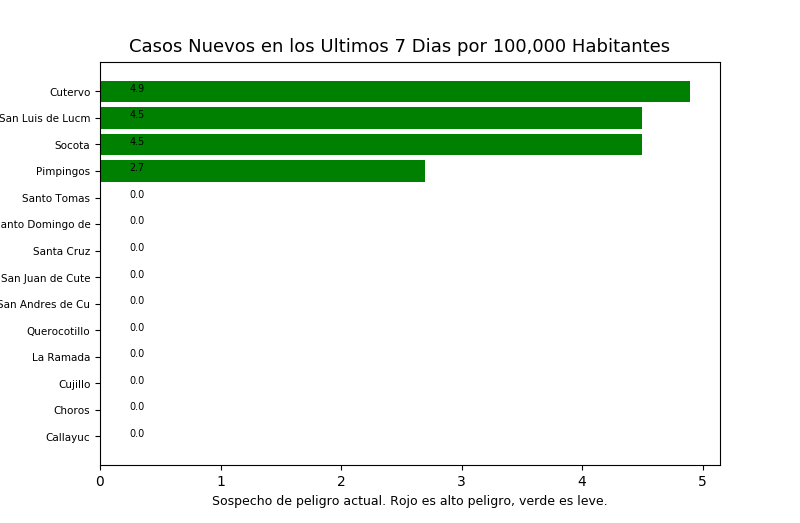 Casos Nuevos en los Ultimos 7 Dias por 100,000 Habitantes
Cutervo 4.9
San Luis de Lucm 4.5
Socota 4.5
Pimpingos 2.7
Santo Tomas 0.0
anto Domingo de 0.0
Santa Cruz 0.0
San Juan de Cute 0.0
San Andres de Cu 0.0
Querocotillo 0.0
La Ramada 0.0
Cujillo 0.0
Choros 0.0
Callayuc 0.0
0 1 2 3 4 5
Sospecho de peligro actual. Rojo es alto peligro, verde es leve.